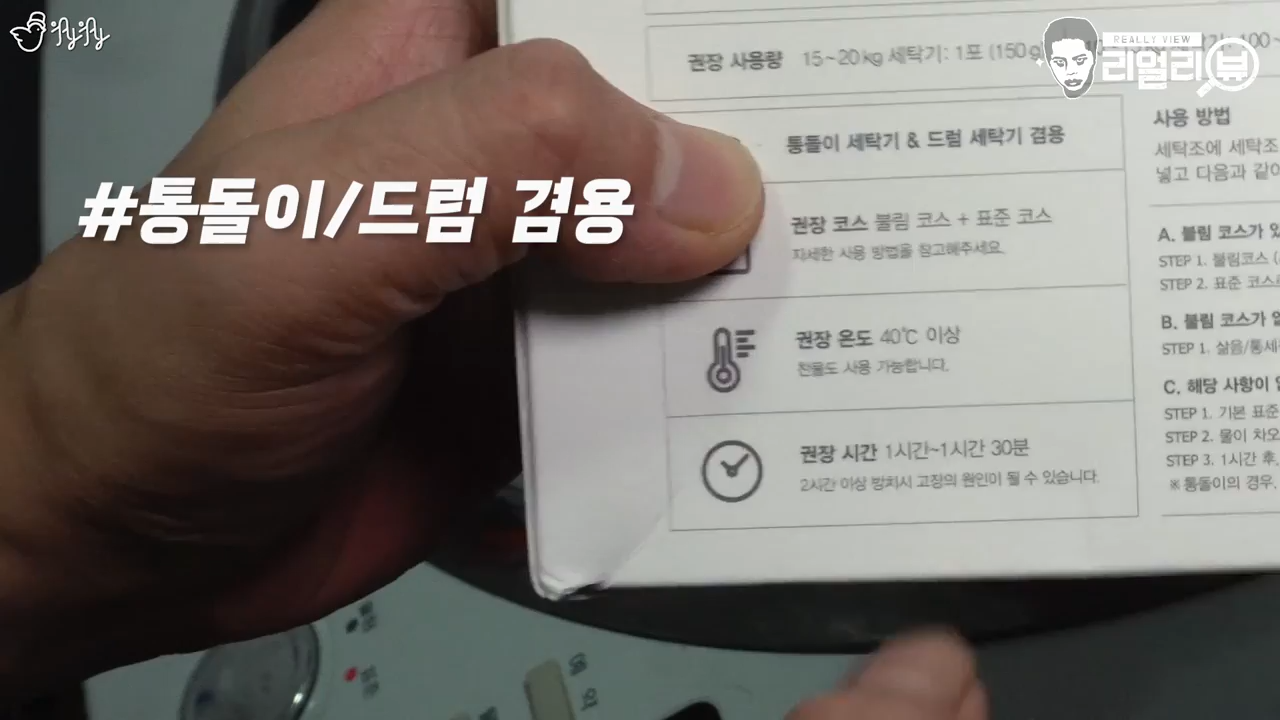 REALLY VIEW
리얼리뷰
권장 사용량 15~20kg 세탁기: 1포 (150g
통돌이 세탁기 & 드럼 세탁기 겸용
#통돌이/드럼 겸용
권장 코스 불림 코스 + 표준 코스
자세한 사용 방법을 참고해주세요.
권장 온도 40℃ 이상
찬물도 사용 가능합니다.
권장 시간 1시간~1시간 30분
2시간 이상 방치시 고장의 원인이 될 수 있습니다.
사용 방법
세탁조에 세탁조
넣고 다음과 같이
A. 불림 코스가 있
STEP 1. 불림코스
STEP 2. 표준 코스
B. 불림 코스가
STEP 1. 삶음/통세
C. 해당 사항이
STEP 1. 기본 표준
STEP 2. 물이 차오
STEP 3. 1시간 후,
※ 통돌이의 경우,